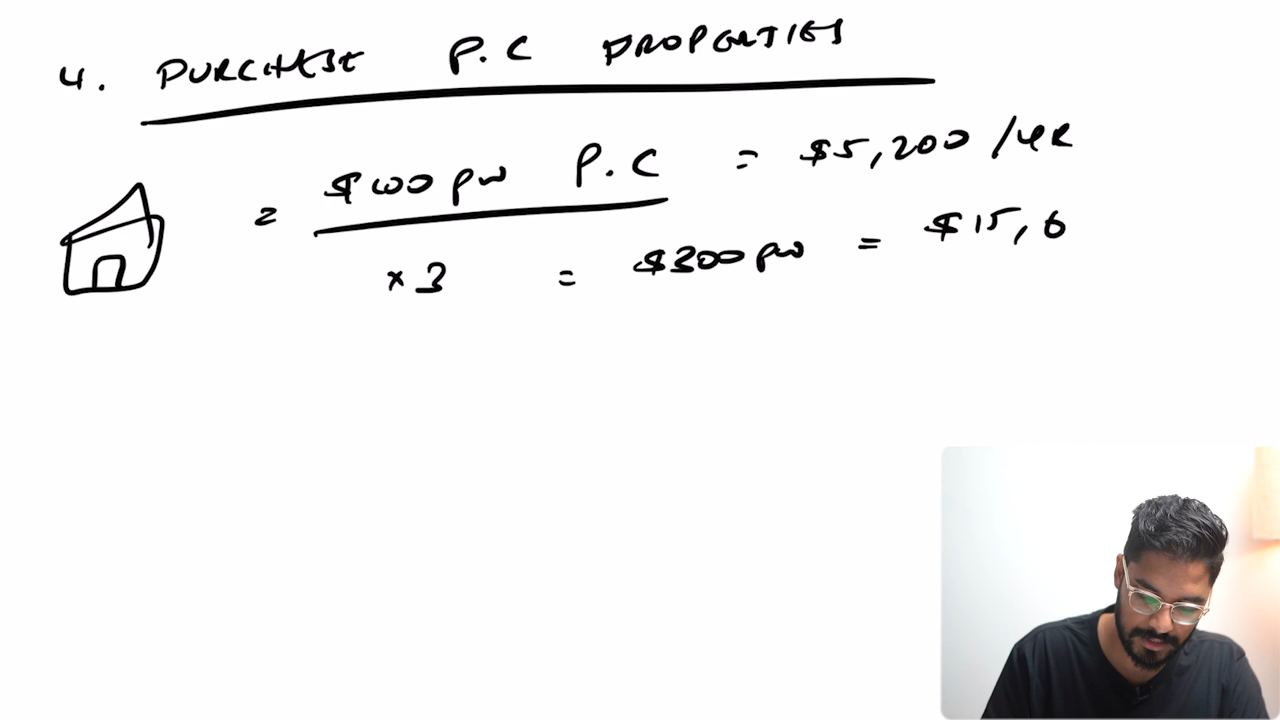 4. PURCHASE P.C PROPERTIES
= $100 pw P.C = $5,200 /YR
x 3 = $300 pw = $15,6